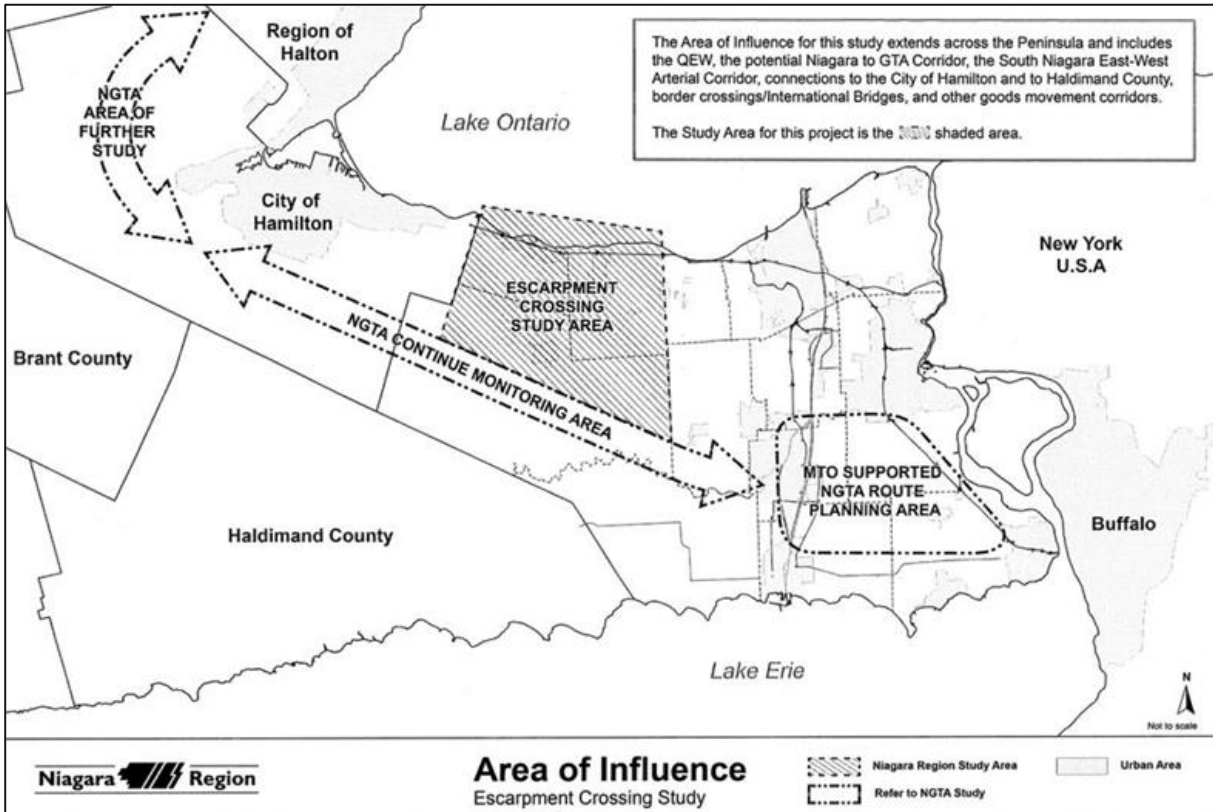 Region of
Halton
The Area of Influence for this study extends across the Peninsula and includes
the QEW, the potential Niagara to GTA Corridor, the South Niagara East-West
Arterial Corridor, connections to the City of Hamilton and to Haldimand County,
border crossings/International Bridges, and other goods movement corridors.
The Study Area for this project is the shaded area.
NGTA
AREA OF
FURTHER
STUDY
Lake Ontario
City of
Hamilton
New York
U.S.A
ESCARPMENT
CROSSING
STUDY AREA
NGTA CONTINUE MONITORING AREA
Brant County
MTO SUPPORTED
NGTA ROUTE
PLANNING AREA
Buffalo
Haldimand County
Lake Erie
N
Not to scale
Niagara Region
Area of Influence
Escarpment Crossing Study
Niagara Region Study Area
Urban Area
Refer to NGTA Study